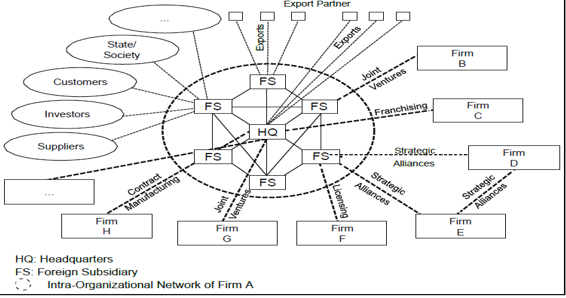 Export Partner
...
Exports
Exports
State/
Society
Joint
Ventures
Firm
B
Customers
FS
FS
FS
Franchising
Firm
C
Investors
HQ
Suppliers
FS
FS
Strategic
Alliances
Firm
D
...
FS
Contract
Manufacturing
Joint
Ventures
Licensing
Strategic
Alliances
Strategic
Alliances
Firm
H
Firm
G
Firm
F
Firm
E
HQ: Headquarters
FS: Foreign Subsidiary
Intra-Organizational Network of Firm A